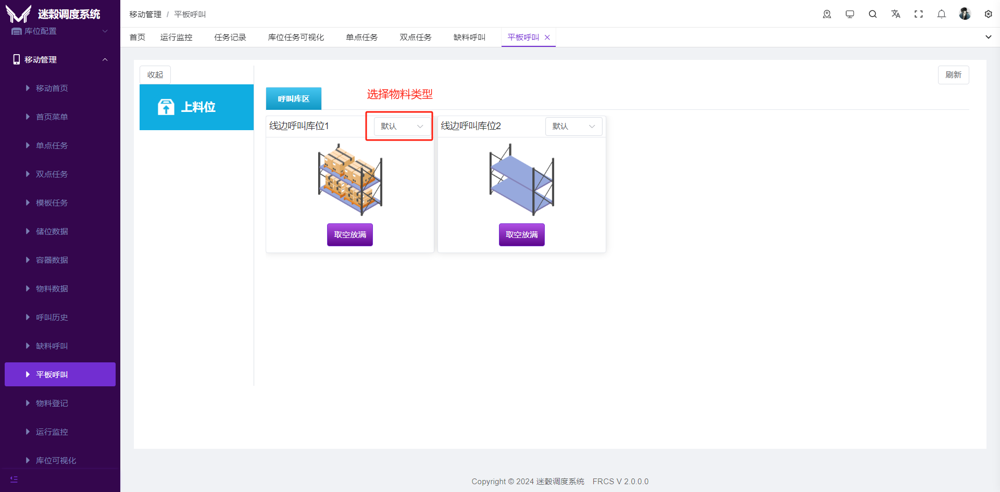 迷穀调度系统
库位配置
移动管理
移动首页
首页菜单
单点任务
双点任务
模板任务
储位数据
容器数据
物料数据
呼叫历史
缺料呼叫
平板呼叫
物料登记
运行监控
库位可视化
移动管理 / 平板呼叫
首页 运行监控 任务记录 库位任务可视化 单点任务 双点任务 缺料呼叫 平板呼叫
收起
刷新
上料位
呼叫库区
选择物料类型
线边呼叫库位1 默认
线边呼叫库位2 默认
取空放满
取空放满
Copyright © 2024 迷穀调度系统 FRCS V 2.0.0.0